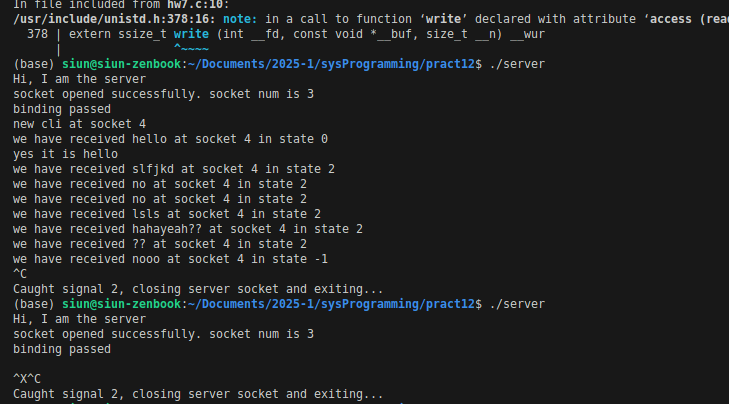 In file included from hw7.c:10:
/usr/include/unistd.h:378:16: note: in a call to function ‘write’ declared with attribute ‘access (read
378 | extern ssize_t write (int __fd, const void *__buf, size_t __n) __wur
| ^~~~~
(base) siun@siun-zenbook:~/Documents/2025-1/sysProgramming/pract12$ ./server
Hi, I am the server
socket opened successfully. socket num is 3
binding passed
new cli at socket 4
we have received hello at socket 4 in state 0
yes it is hello
we have received slfjkd at socket 4 in state 2
we have received no at socket 4 in state 2
we have received no at socket 4 in state 2
we have received lsls at socket 4 in state 2
we have received hahayeah?? at socket 4 in state 2
we have received ?? at socket 4 in state 2
we have received nooo at socket 4 in state -1
^C
Caught signal 2, closing server socket and exiting...
(base) siun@siun-zenbook:~/Documents/2025-1/sysProgramming/pract12$ ./server
Hi, I am the server
socket opened successfully. socket num is 3
binding passed
^X^C
Caught signal 2, closing server socket and exiting...